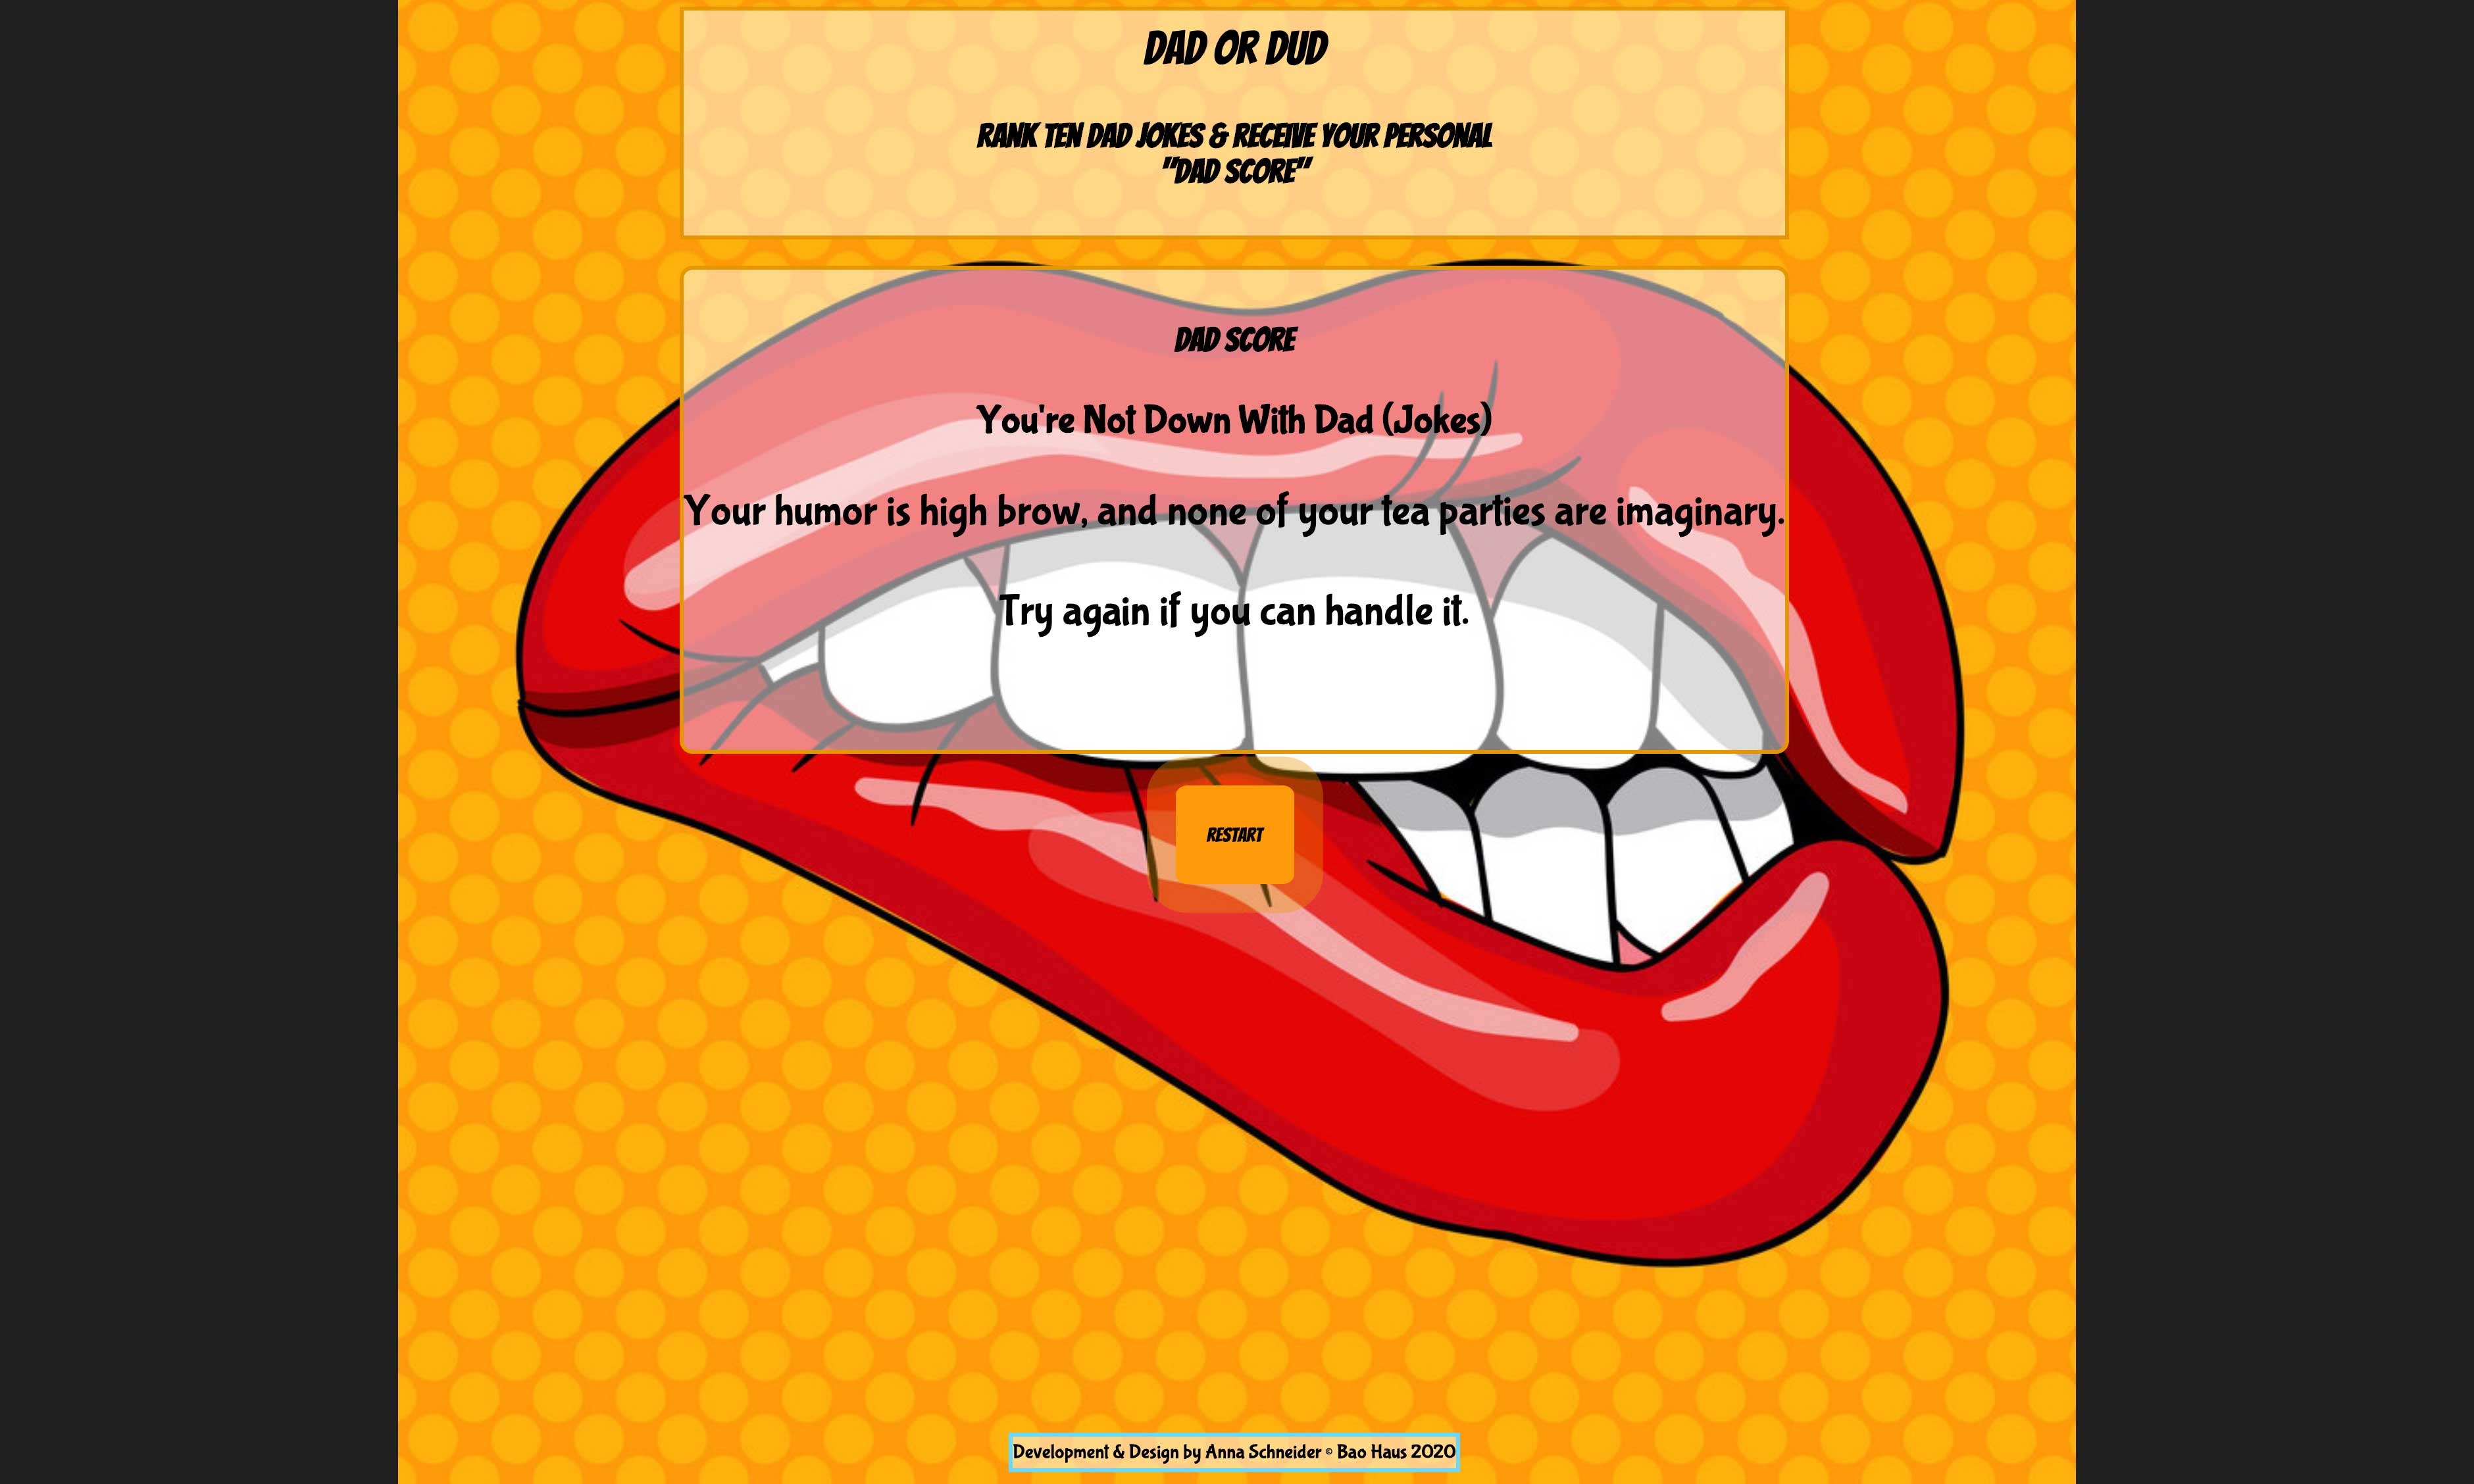 DAD OR DUD
RANK TEN DAD JOKES & RECEIVE YOUR PERSONAL
"DAD SCORE"
DAD SCORE
You're Not Down With Dad (Jokes)
Your humor is high brow, and none of your tea parties are imaginary.
Try again if you can handle it.
RESTART
Development & Design by Anna Schneider © Bao Haus 2020